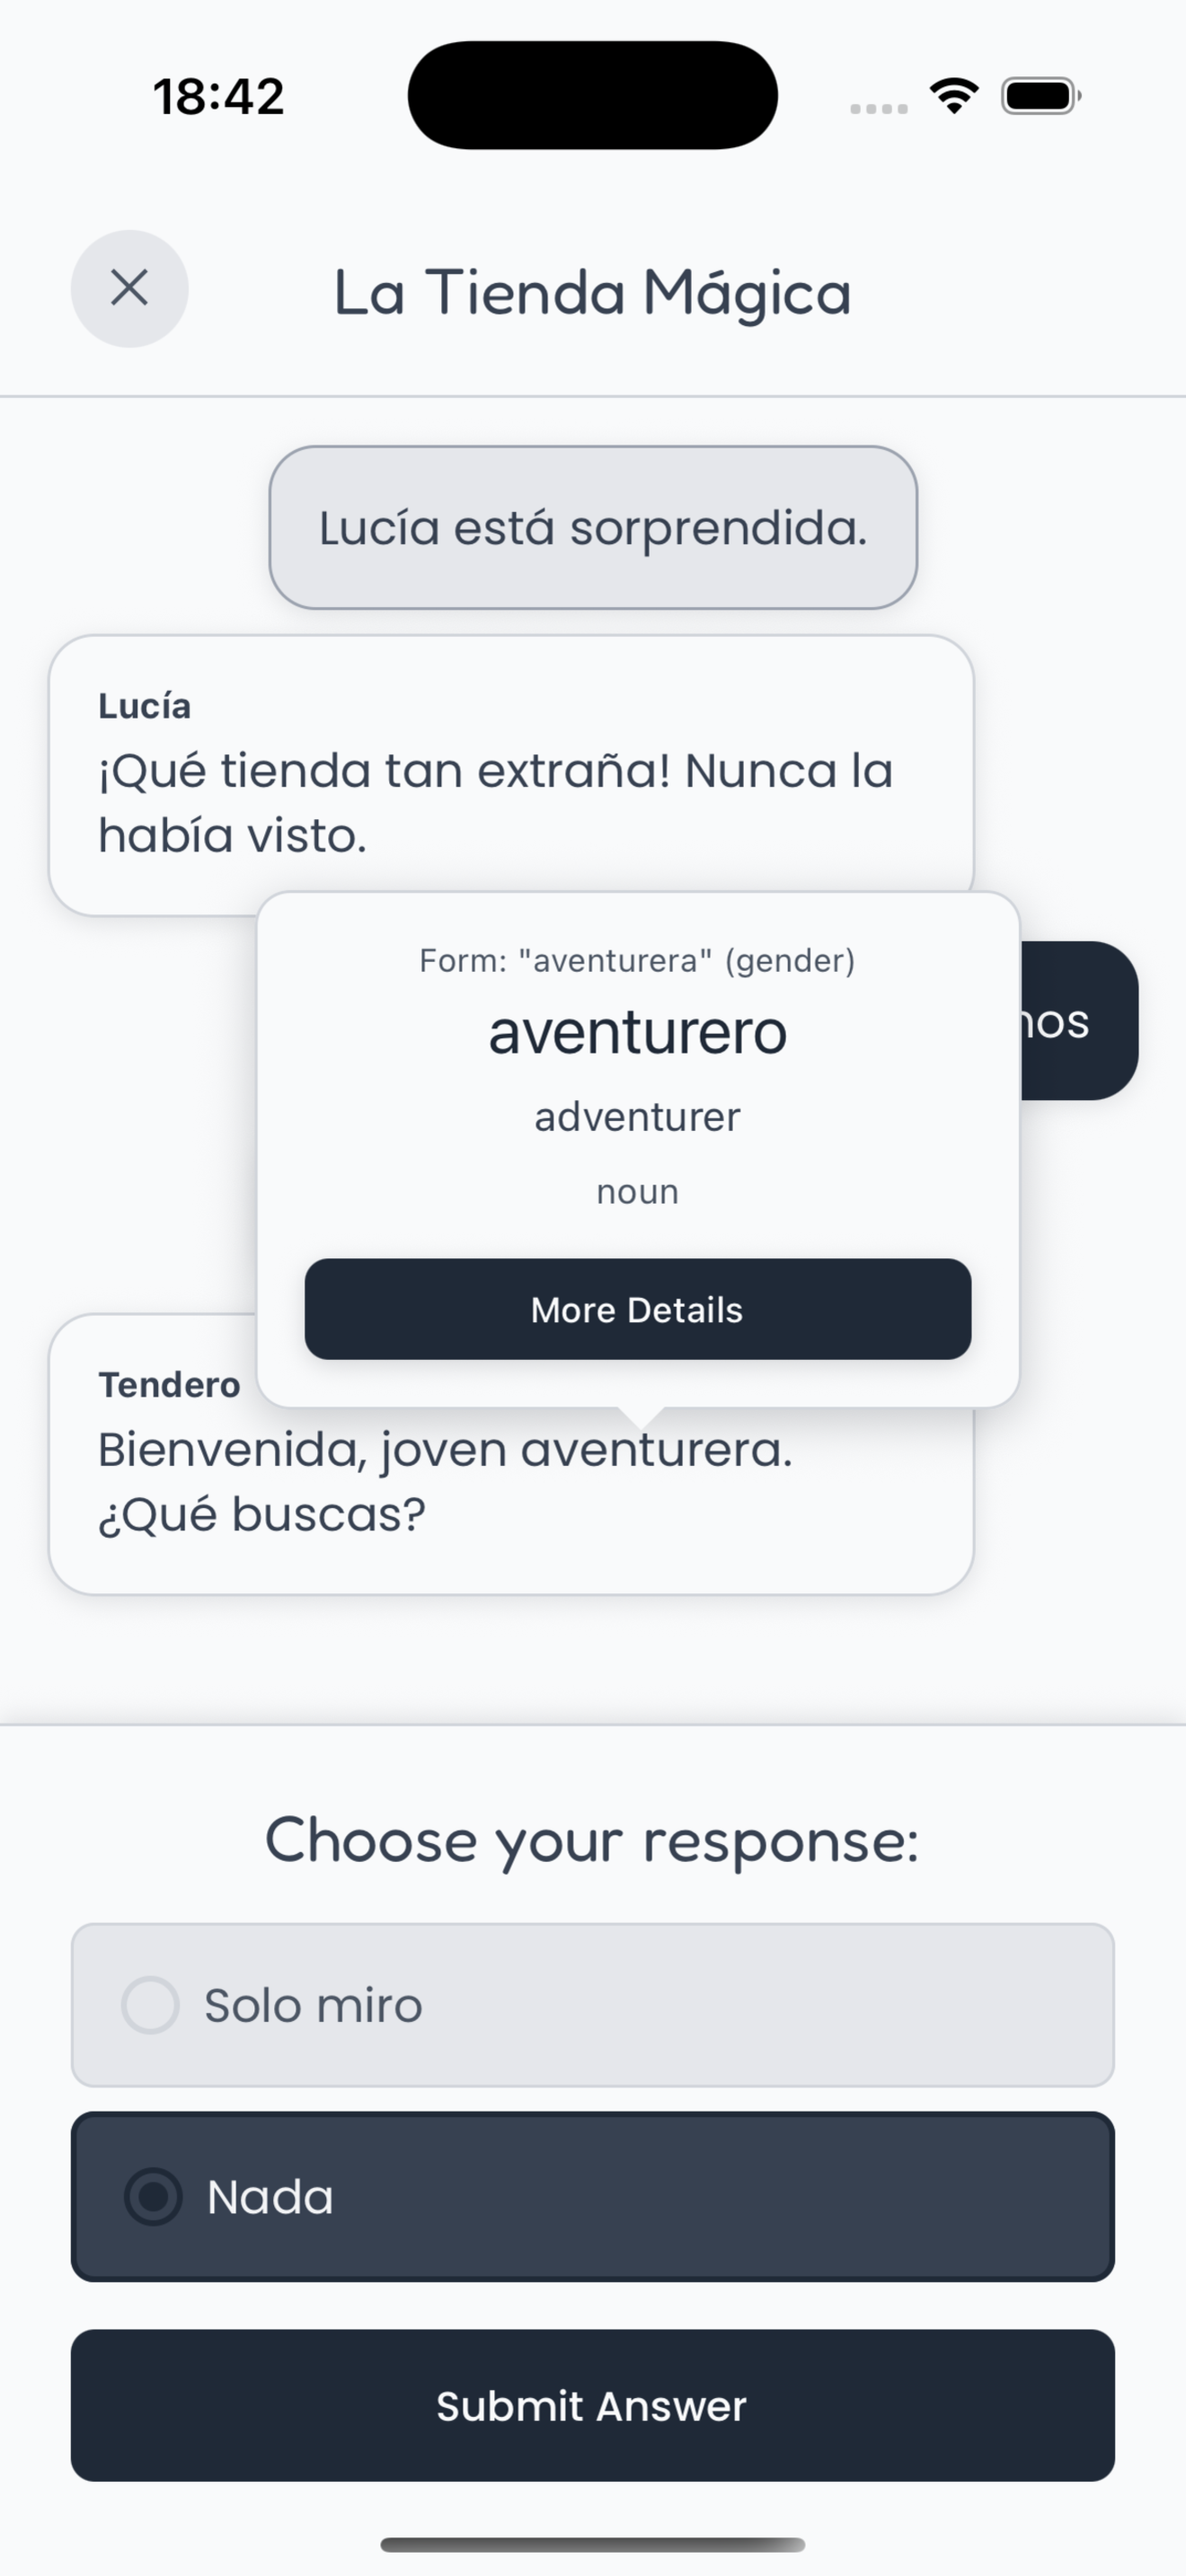 18:42
La Tienda Mágica
Lucía está sorprendida.
Lucía
¡Qué tienda tan extraña! Nunca la
había visto.
Form: "aventurera" (gender)
aventurero
adventurer
noun
More Details
Tendero
Bienvenida, joven aventurera.
¿Qué buscas?
Choose your response:
Solo miro
Nada
Submit Answer